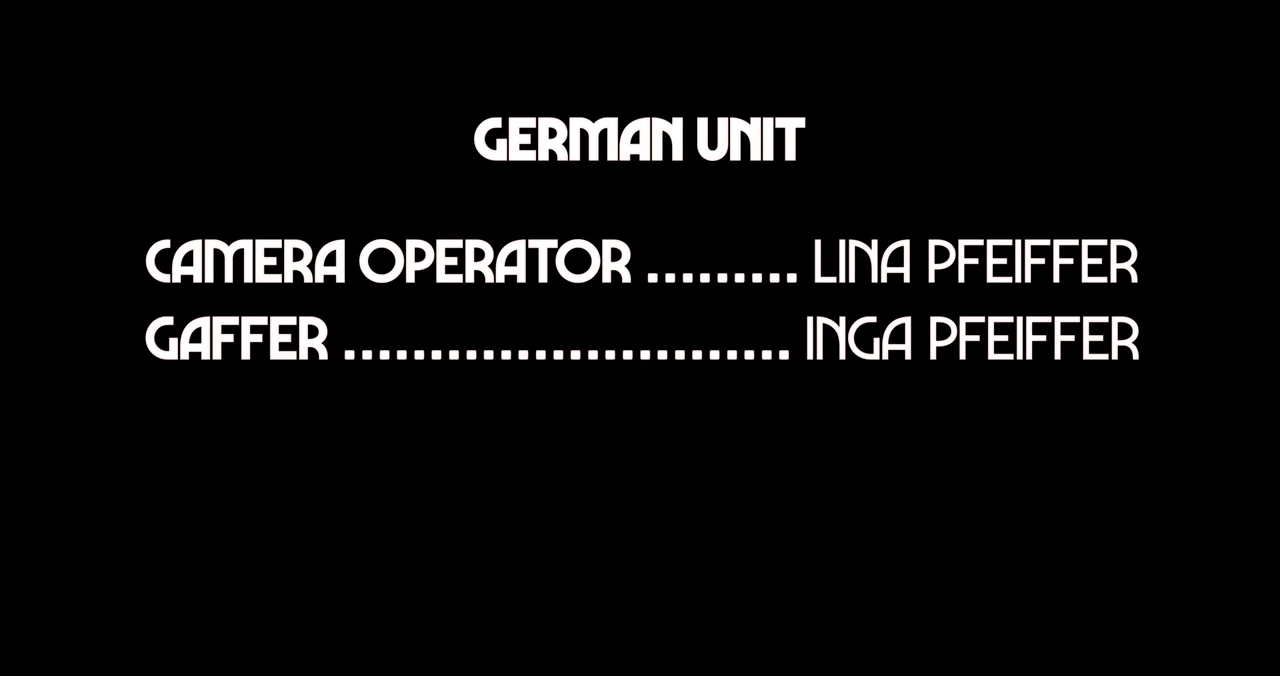 GERMAN UNIT
CAMERA OPERATOR ......... LINA PFEIFFER
GAFFER .......................... INGA PFEIFFER